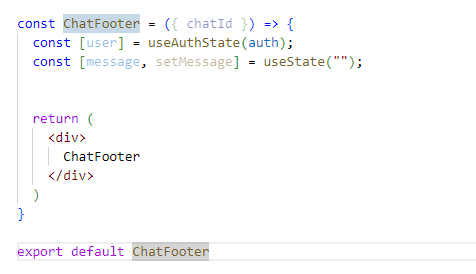 const ChatFooter = ({ chatId }) => {
const [user] = useAuthState(auth);
const [message, setMessage] = useState("");
return (
<div>
ChatFooter
</div>
)
}
export default ChatFooter